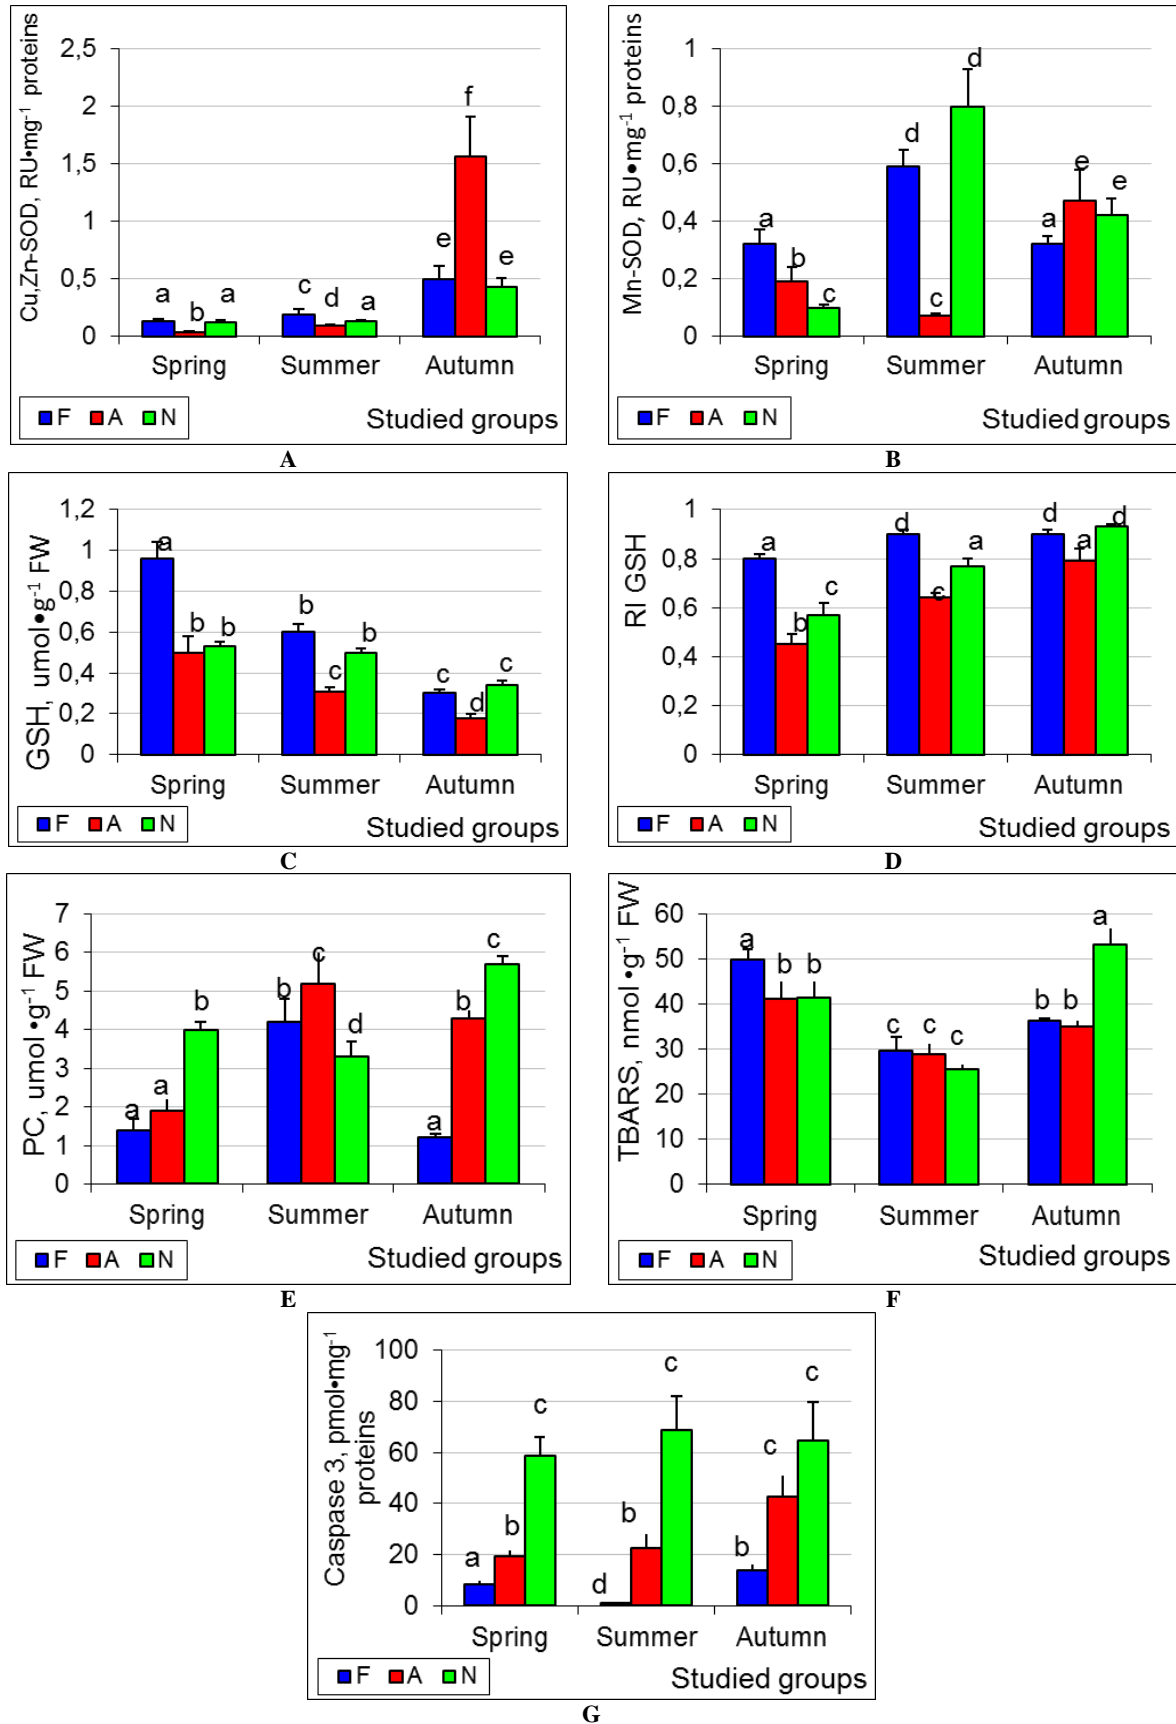 2,5
2
1,5
1
0,5
0
Cu,Zn-SOD, RU•mg⁻¹ proteins
a b a
c d a
e f e
Spring Summer Autumn
F A N
Studied groups
A
1
0,8
0,6
0,4
0,2
0
Mn-SOD, RU•mg⁻¹ proteins
a b c
d c d
a e e
Spring Summer Autumn
F A N
Studied groups
B
1,2
1
0,8
0,6
0,4
0,2
0
GSH, umol•g⁻¹ FW
a b b
b c b
c d c
Spring Summer Autumn
F A N
Studied groups
C
1
0,8
0,6
0,4
0,2
0
RI GSH
a b c
d c a
d a d
Spring Summer Autumn
F A N
Studied groups
D
7
6
5
4
3
2
1
0
PC, umol •g⁻¹ FW
a a b
b c d
a b c
Spring Summer Autumn
F A N
Studied groups
E
60
50
40
30
20
10
0
TBARS, nmol •g⁻¹ FW
a b b
c c c
b b a
Spring Summer Autumn
F A N
Studied groups
F
100
80
60
40
20
0
Caspase 3, pmol•mg⁻¹
proteins
a b c
d b c
b c c
Spring Summer Autumn
F A N
Studied groups
G